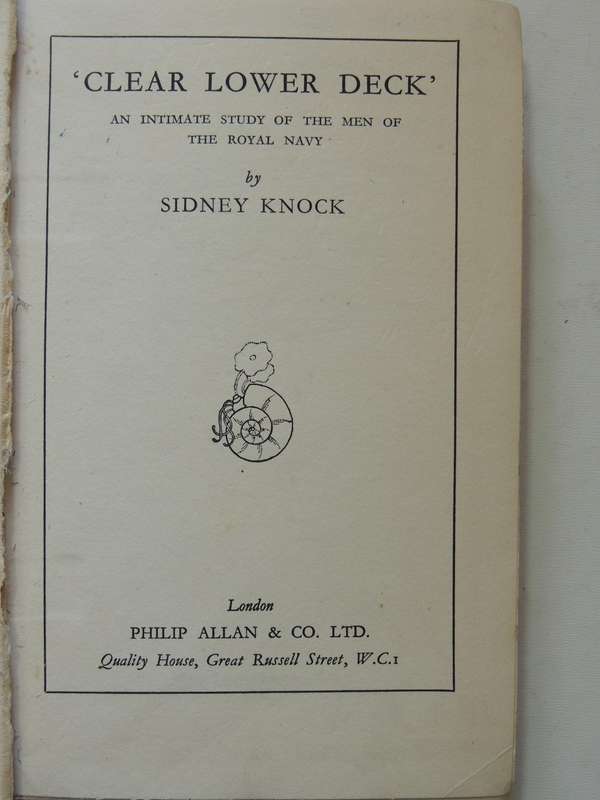 ‘CLEAR LOWER DECK’
AN INTIMATE STUDY OF THE MEN OF
THE ROYAL NAVY
by
SIDNEY KNOCK
London
PHILIP ALLAN & CO. LTD.
Quality House, Great Russell Street, W.C.1